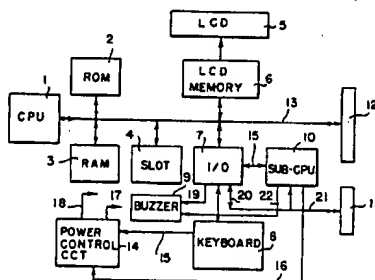 LCD
5
2
ROM
LCD
MEMORY
6
1
CPU
13
12
3
RAM
4
SLOT
7
I/O
15
10
SUB-CPU
9
BUZZER
19
20
22
21
18
17
POWER
CONTROL
CCT
14
15
KEYBOARD
8
16